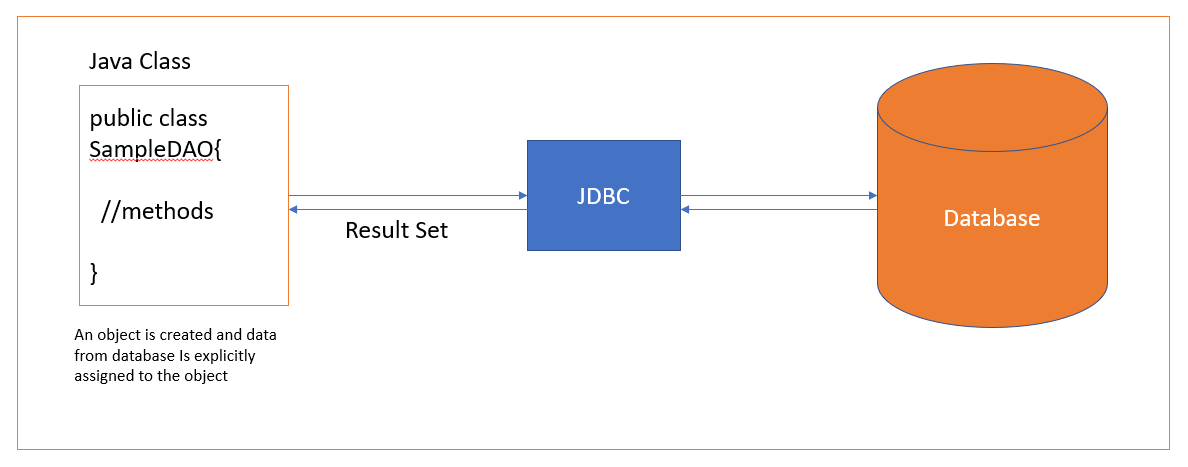 Java Class
public class
SampleDAO{
//methods
}
Result Set
JDBC
Database
An object is created and data
from database Is explicitly
assigned to the object